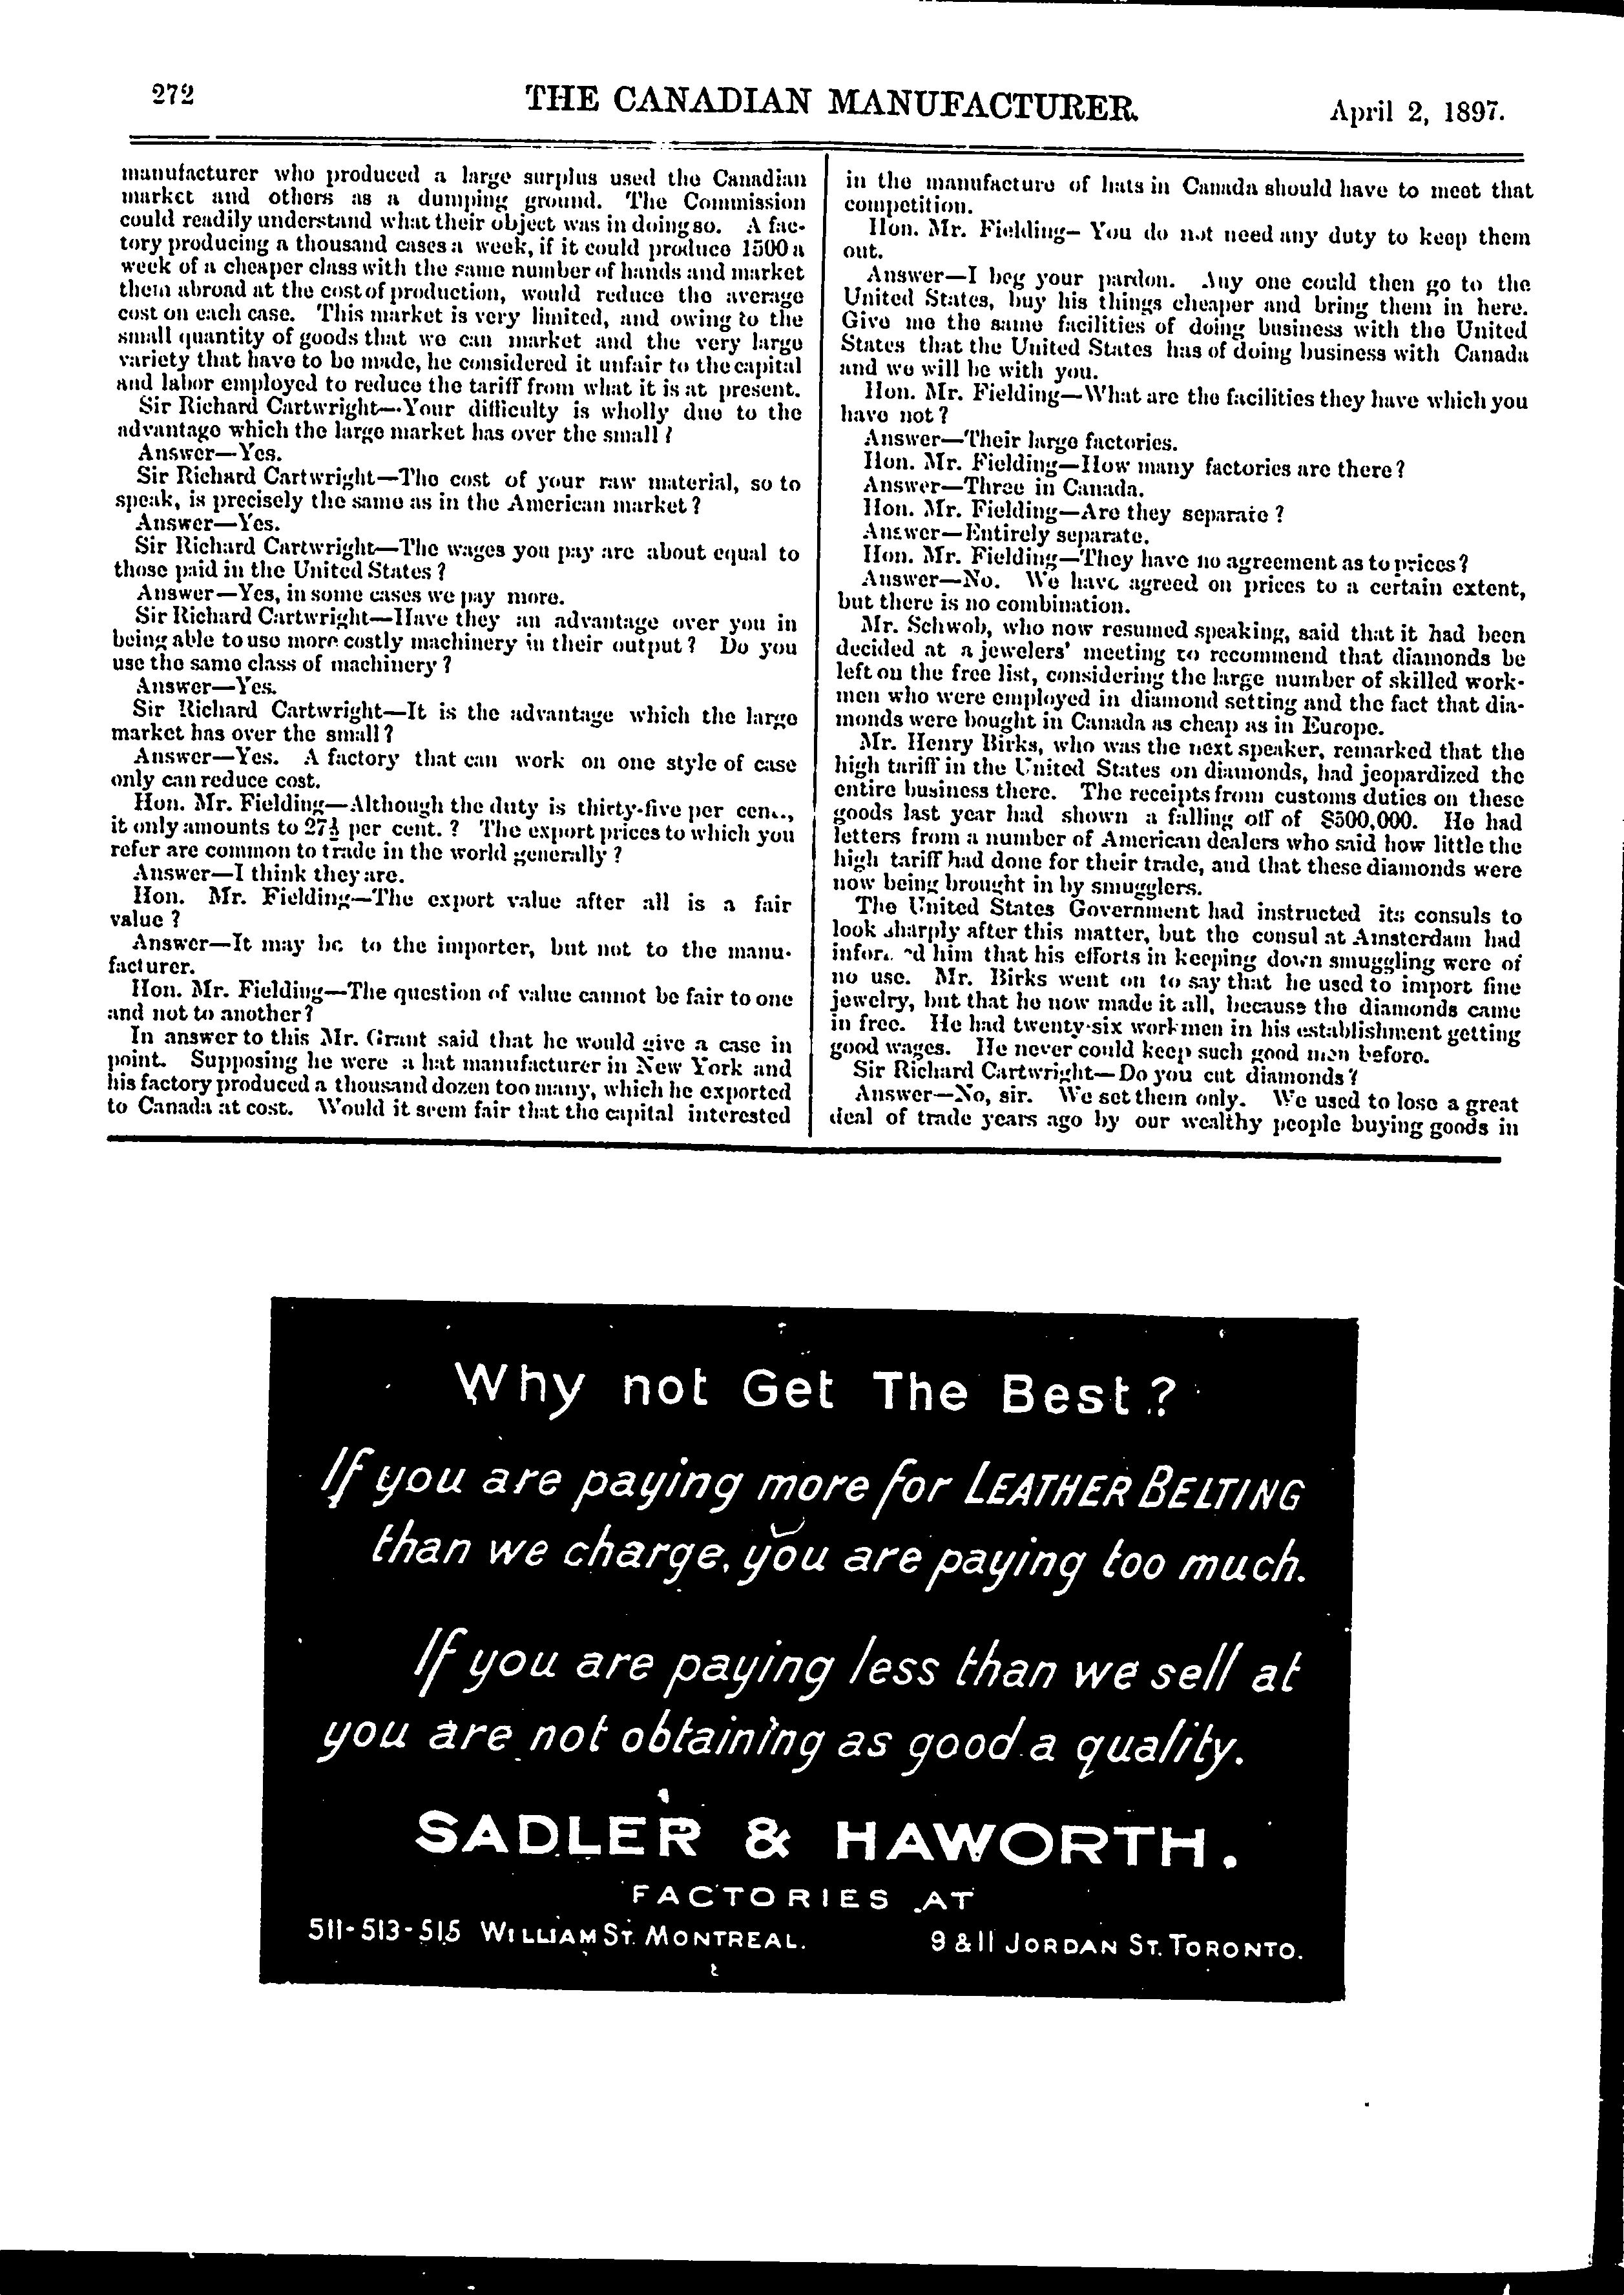 272
THE CANADIAN MANUFACTURER.
April 2, 1897.
manufacturer who produced a large surplus used the Canadian
market and others as a dumping ground. The Commission
could readily understand what their object was in doing so. A fac-
tory producing a thousand cases a week, if it could produce 1500 a
week of a cheaper class with the same number of hands and market
them abroad at the cost of production, would reduce the average
cost on each case. This market is very limited, and owing to the
small quantity of goods that we can market and the very large
variety that have to be made, he considered it unfair to the capital
and labor employed to reduce the tariff from what it is at present.
Sir Richard Cartwright—Your difficulty is wholly due to the
advantage which the large market has over the small?
Answer—Yes.
Sir Richard Cartwright—The cost of your raw material, so to
speak, is precisely the same as in the American market?
Answer—Yes.
Sir Richard Cartwright—The wages you pay are about equal to
those paid in the United States?
Answer—Yes, in some cases we pay more.
Sir Richard Cartwright—Have they an advantage over you in
being able to use more costly machinery in their output? Do you
use the same class of machinery?
Answer—Yes.
Sir Richard Cartwright—It is the advantage which the large
market has over the small?
Answer—Yes. A factory that can work on one style of case
only can reduce cost.
Hon. Mr. Fielding—Although the duty is thirty-five per cent.,
it only amounts to 27½ per cent.? The export prices to which you
refer are common to trade in the world generally?
Answer—I think they are.
Hon. Mr. Fielding—The export value after all is a fair
value?
Answer—It may be to the importer, but not to the manu-
facturer.
Hon. Mr. Fielding—The question of value cannot be fair to one
and not to another?
In answer to this Mr. Grant said that he would give a case in
point. Supposing he were a hat manufacturer in New York and
his factory produced a thousand dozen too many, which he exported
to Canada at cost. Would it seem fair that the capital interested
in the manufacture of hats in Canada should have to meet that
competition.
Hon. Mr. Fielding—You do not need any duty to keep them
out.
Answer—I beg your pardon. Any one could then go to the
United States, buy his things cheaper and bring them in here.
Give me the same facilities of doing business with the United
States that the United States has of doing business with Canada
and we will be with you.
Hon. Mr. Fielding—What are the facilities they have which you
have not?
Answer—Their large factories.
Hon. Mr. Fielding—How many factories are there?
Answer—Three in Canada.
Hon. Mr. Fielding—Are they separate?
Answer—Entirely separate.
Hon. Mr. Fielding—They have no agreement as to prices?
Answer—No. We have agreed on prices to a certain extent,
but there is no combination.
Mr. Schwob, who now resumed speaking, said that it had been
decided at a jewelers' meeting to recommend that diamonds be
left on the free list, considering the large number of skilled work-
men who were employed in diamond setting and the fact that dia-
monds were bought in Canada as cheap as in Europe.
Mr. Henry Birks, who was the next speaker, remarked that the
high tariff in the United States on diamonds, had jeopardized the
entire business there. The receipts from customs duties on these
goods last year had shown a falling off of $500,000. He had
letters from a number of American dealers who said how little the
high tariff had done for their trade, and that these diamonds were
now being brought in by smugglers.
The United States Government had instructed its consuls to
look sharply after this matter, but the consul at Amsterdam had
informed him that his efforts in keeping down smuggling were of
no use. Mr. Birks went on to say that he used to import fine
jewelry, but that he now made it all, because the diamonds came
in free. He had twenty-six workmen in his establishment getting
good wages. He never could keep such good men before.
Sir Richard Cartwright—Do you cut diamonds?
Answer—No, sir. We set them only. We used to lose a great
deal of trade years ago by our wealthy people buying goods in
Why not Get The Best?
If you are paying more for LEATHER BELTING
than we charge, you are paying too much.
If you are paying less than we sell at
you are not obtaining as good a quality.
SADLER & HAWORTH.
FACTORIES AT
511-513-515 WILLIAM ST. MONTREAL. 9 & 11 JORDAN ST. TORONTO.